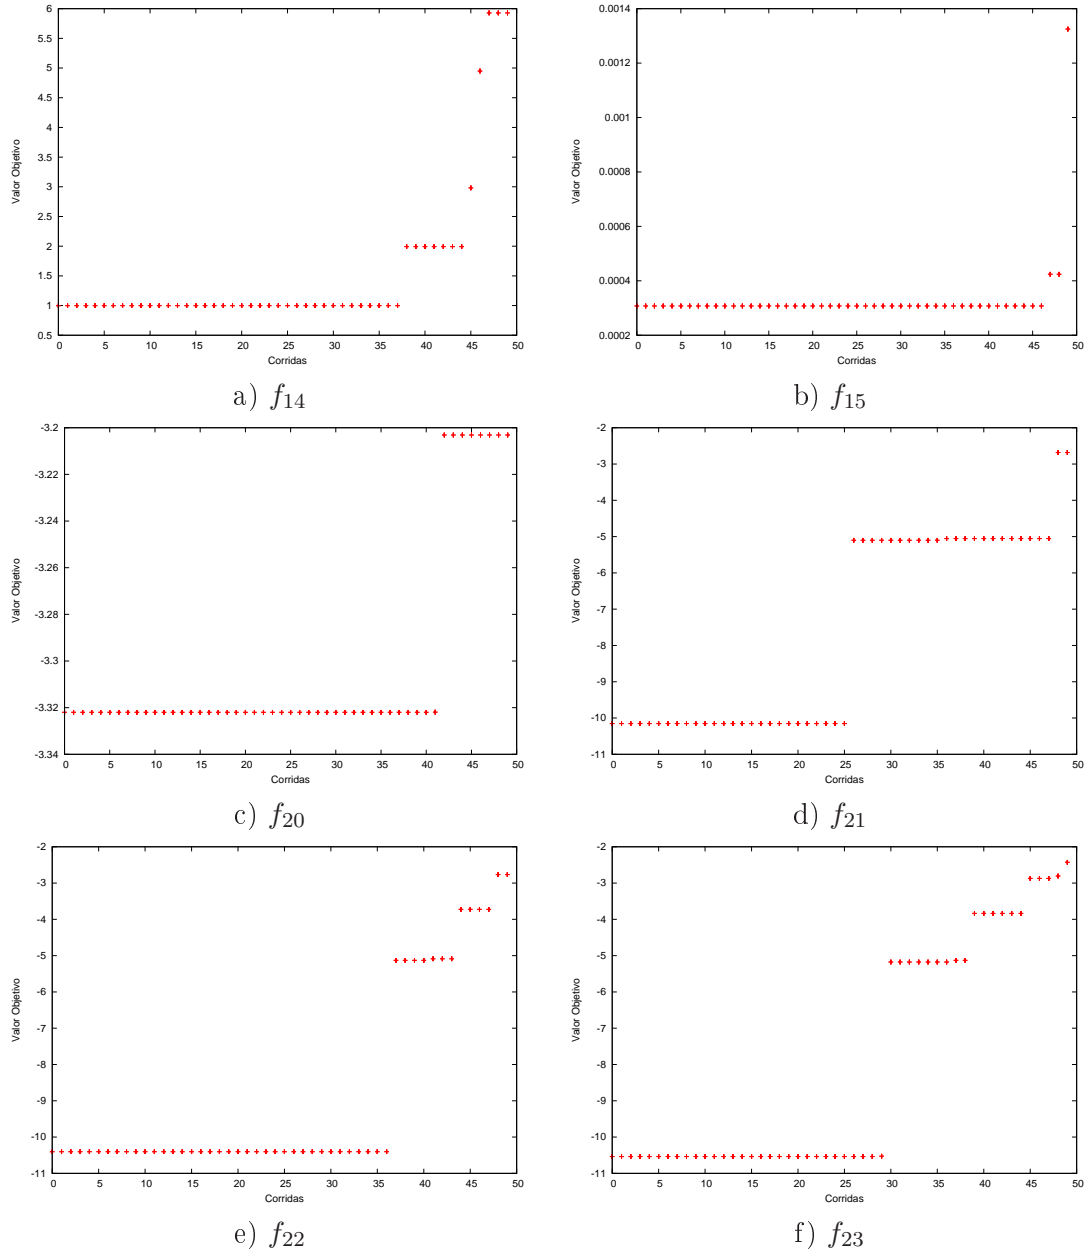 6
5.5
5
4.5
4
3.5
3
2.5
2
1.5
1
0.5
Valor Objetivo
0 5 10 15 20 25 30 35 40 45 50
Corridas
a) f14
0.0014
0.0012
0.001
0.0008
0.0006
0.0004
0.0002
Valor Objetivo
0 5 10 15 20 25 30 35 40 45 50
Corridas
b) f15
-3.2
-3.22
-3.24
-3.26
-3.28
-3.3
-3.32
-3.34
Valor Objetivo
0 5 10 15 20 25 30 35 40 45 50
Corridas
c) f20
-2
-3
-4
-5
-6
-7
-8
-9
-10
-11
Valor Objetivo
0 5 10 15 20 25 30 35 40 45 50
Corridas
d) f21
-2
-3
-4
-5
-6
-7
-8
-9
-10
-11
Valor Objetivo
0 5 10 15 20 25 30 35 40 45 50
Corridas
e) f22
-2
-3
-4
-5
-6
-7
-8
-9
-10
-11
Valor Objetivo
0 5 10 15 20 25 30 35 40 45 50
Corridas
f) f23